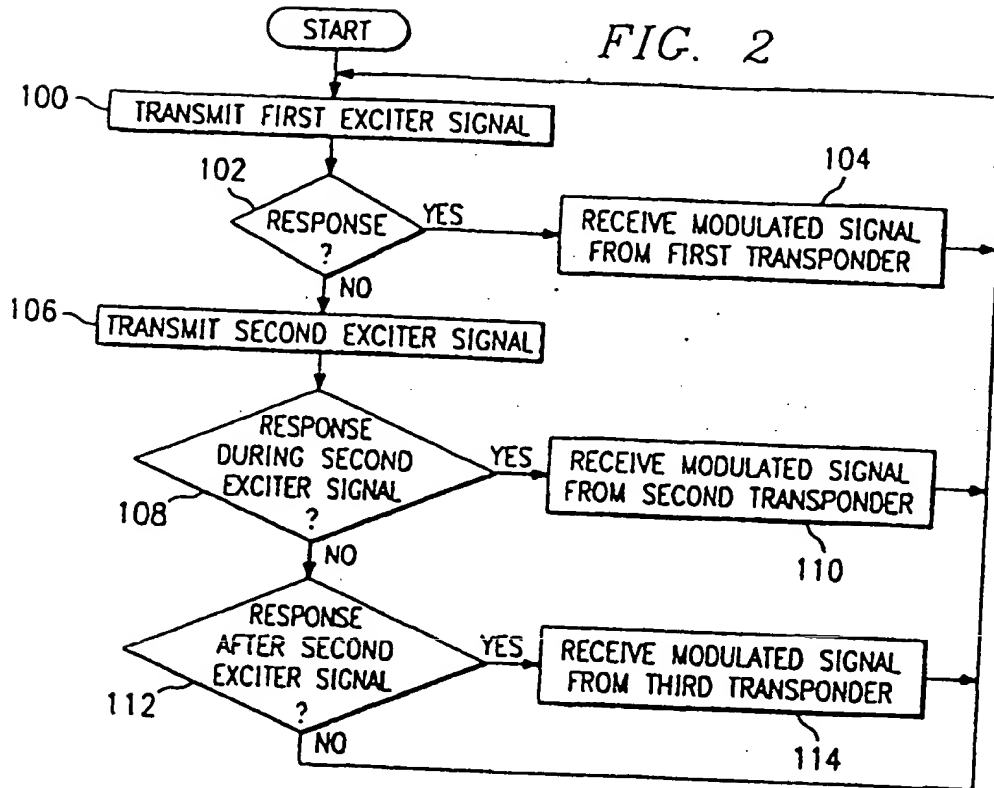 START
FIG. 2
100
TRANSMIT FIRST EXCITER SIGNAL
102
RESPONSE
?
YES
NO
104
RECEIVE MODULATED SIGNAL
FROM FIRST TRANSPONDER
106
TRANSMIT SECOND EXCITER SIGNAL
RESPONSE
DURING SECOND
EXCITER SIGNAL
?
108
YES
NO
RECEIVE MODULATED SIGNAL
FROM SECOND TRANSPONDER
110
RESPONSE
AFTER SECOND
EXCITER SIGNAL
?
112
YES
NO
RECEIVE MODULATED SIGNAL
FROM THIRD TRANSPONDER
114